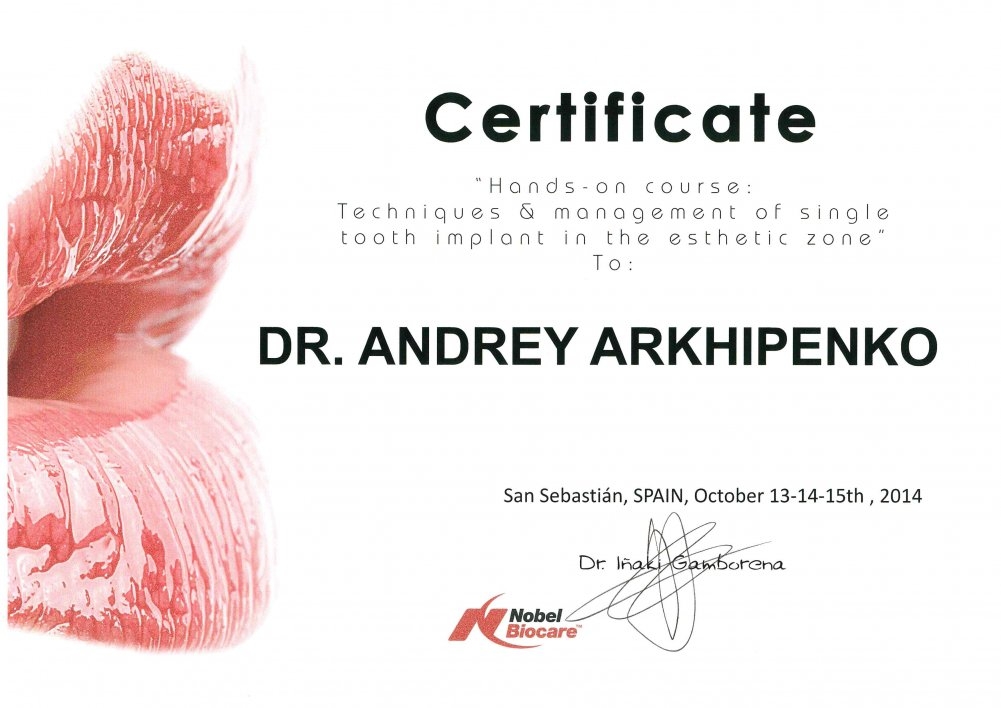 Certificate
"Hands-on course:
Techniques & management of single
tooth implant in the esthetic zone"
To:
DR. ANDREY ARKHIPENKO
San Sebastián, SPAIN, October 13-14-15th , 2014
Dr. Iñaki Gamborena
Nobel
Biocare™